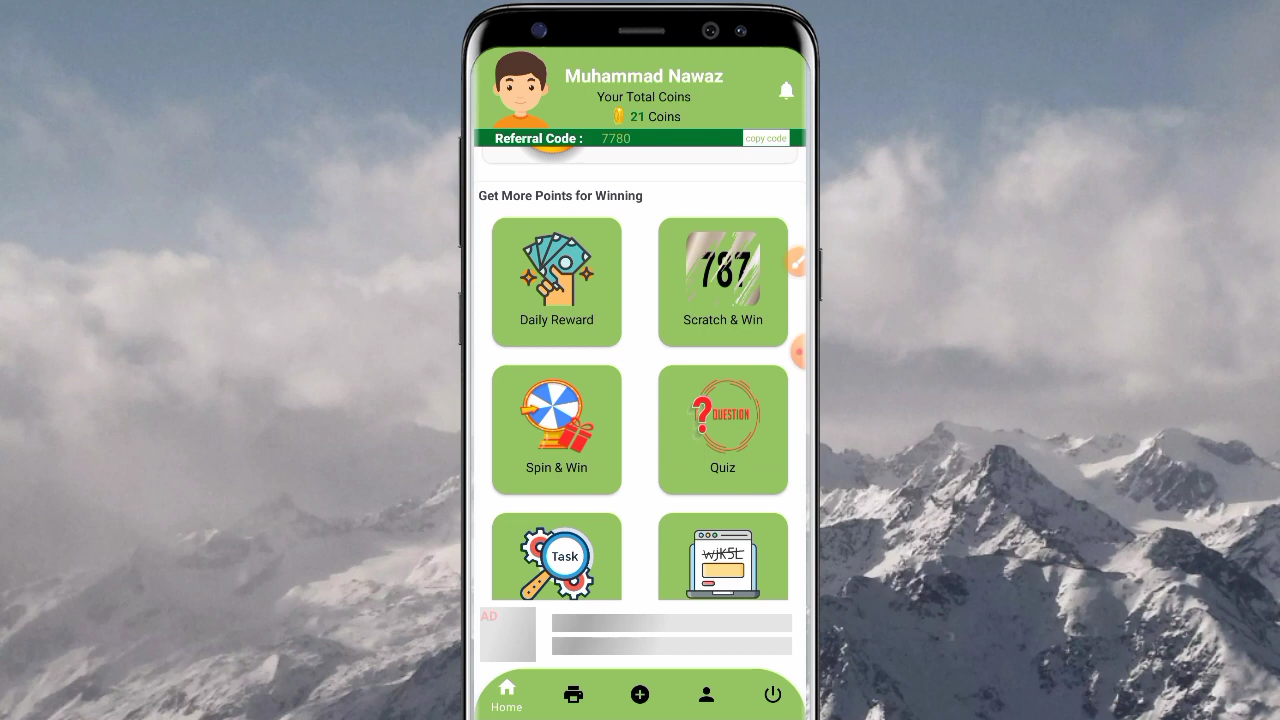 Muhammad Nawaz
Your Total Coins
21 Coins
Referral Code : 7780 copy code
Get More Points for Winning
787
Daily Reward
Scratch & Win
QUESTION
Spin & Win
Quiz
Task
wjK5L
AD
Home